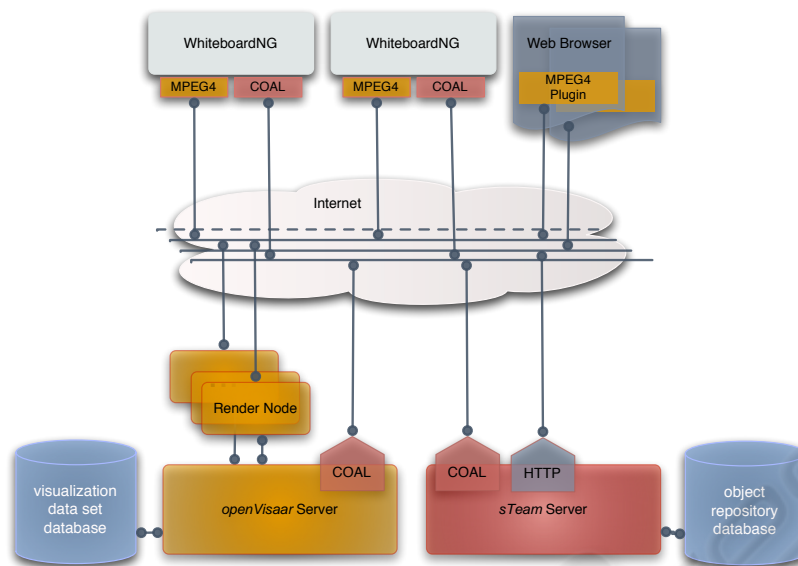 WhiteboardNG
WhiteboardNG
Web Browser
MPEG4
COAL
MPEG4
COAL
MPEG4
Plugin
Internet
Render Node
COAL
COAL
HTTP
visualization
data set
database
openVisaar Server
sTeam Server
object
repository
database